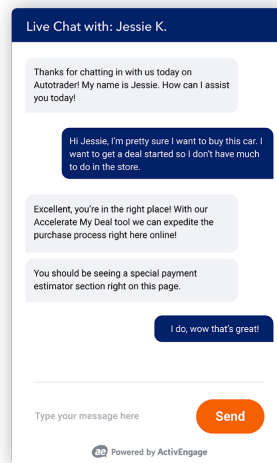 Live Chat with: Jessie K.
Thanks for chatting in with us today on
Autotrader! My name is Jessie. How can I assist
you today!
Hi Jessie, I'm pretty sure I want to buy this car. I
want to get a deal started so I don't have much
to do in the store.
Excellent, you're in the right place! With our
Accelerate My Deal tool we can expedite the
purchase process right here online!
You should be seeing a special payment
estimator section right on this page.
I do, wow that's great!
Type your message here
Send
ae Powered by ActivEngage